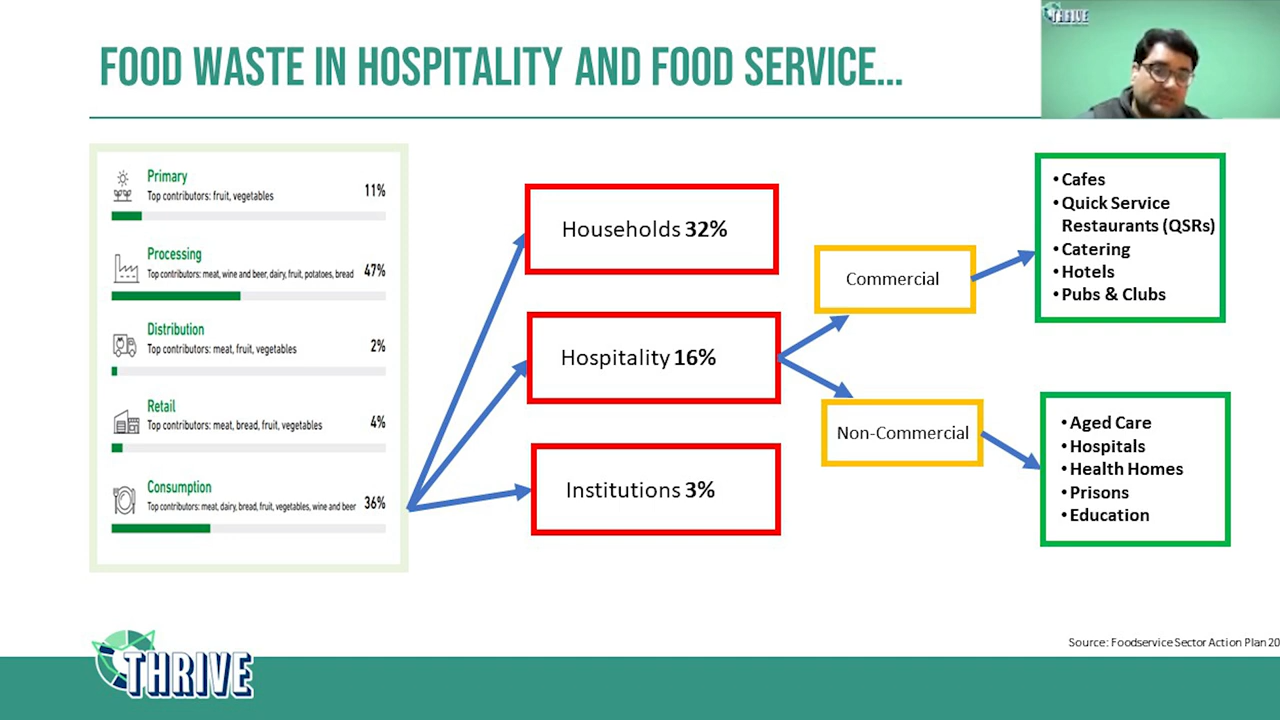 THRIVE
FOOD WASTE IN HOSPITALITY AND FOOD SERVICE...
Primary
Top contributors: fruit, vegetables
11%
Processing
Top contributors: meat, wine and beer, dairy, fruit, potatoes, bread
47%
Distribution
Top contributors: meat, fruit, vegetables
2%
Retail
Top contributors: meat, bread, fruit, vegetables
4%
Consumption
Top contributors: meat, dairy, bread, fruit, vegetables, wine and beer
36%
Households 32%
Hospitality 16%
Institutions 3%
Commercial
Non-Commercial
• Cafes
• Quick Service
Restaurants (QSRs)
• Catering
• Hotels
• Pubs & Clubs
• Aged Care
• Hospitals
• Health Homes
• Prisons
• Education
Source: Foodservice Sector Action Plan 20
THRIVE